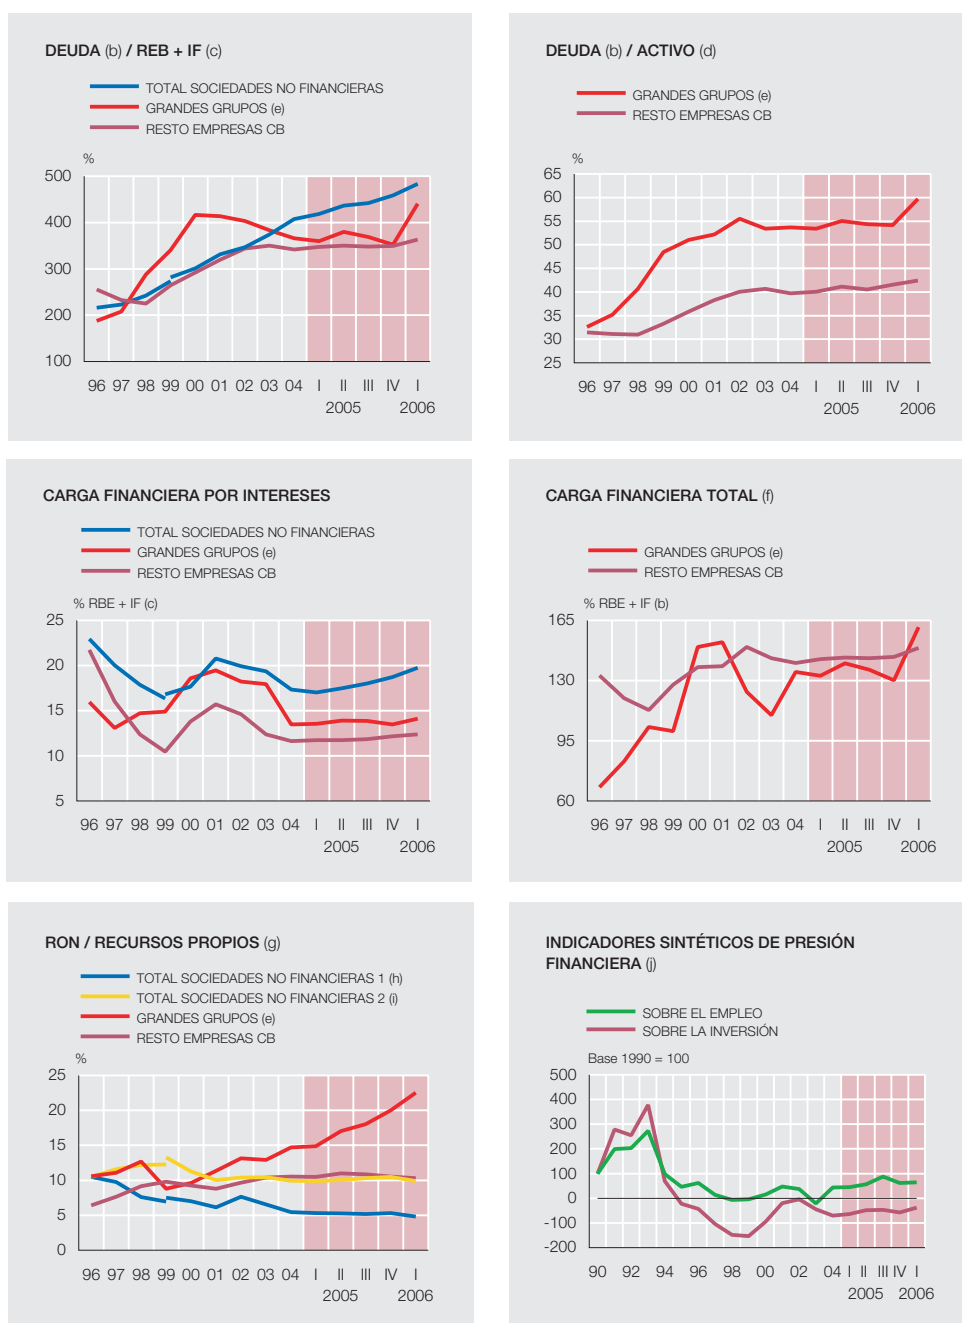 DEUDA (b) / REB + IF (c)
TOTAL SOCIEDADES NO FINANCIERAS
GRANDES GRUPOS (e)
RESTO EMPRESAS CB
%
500
400
300
200
100
96 97 98 99 00 01 02 03 04 I II III IV I
2005 2006
DEUDA (b) / ACTIVO (d)
GRANDES GRUPOS (e)
RESTO EMPRESAS CB
%
65
60
55
50
45
40
35
30
25
96 97 98 99 00 01 02 03 04 I II III IV I
2005 2006
CARGA FINANCIERA POR INTERESES
TOTAL SOCIEDADES NO FINANCIERAS
GRANDES GRUPOS (e)
RESTO EMPRESAS CB
% RBE + IF (c)
25
20
15
10
5
96 97 98 99 00 01 02 03 04 I II III IV I
2005 2006
CARGA FINANCIERA TOTAL (f)
GRANDES GRUPOS (e)
RESTO EMPRESAS CB
% RBE + IF (b)
165
130
95
60
96 97 98 99 00 01 02 03 04 I II III IV I
2005 2006
RON / RECURSOS PROPIOS (g)
TOTAL SOCIEDADES NO FINANCIERAS 1 (h)
TOTAL SOCIEDADES NO FINANCIERAS 2 (i)
GRANDES GRUPOS (e)
RESTO EMPRESAS CB
%
25
20
15
10
5
0
96 97 98 99 00 01 02 03 04 I II III IV I
2005 2006
INDICADORES SINTÉTICOS DE PRESIÓN
FINANCIERA (j)
SOBRE EL EMPLEO
SOBRE LA INVERSIÓN
Base 1990 = 100
500
400
300
200
100
0
-100
-200
90 92 94 96 98 00 02 04 I II III IV I
2005 2006